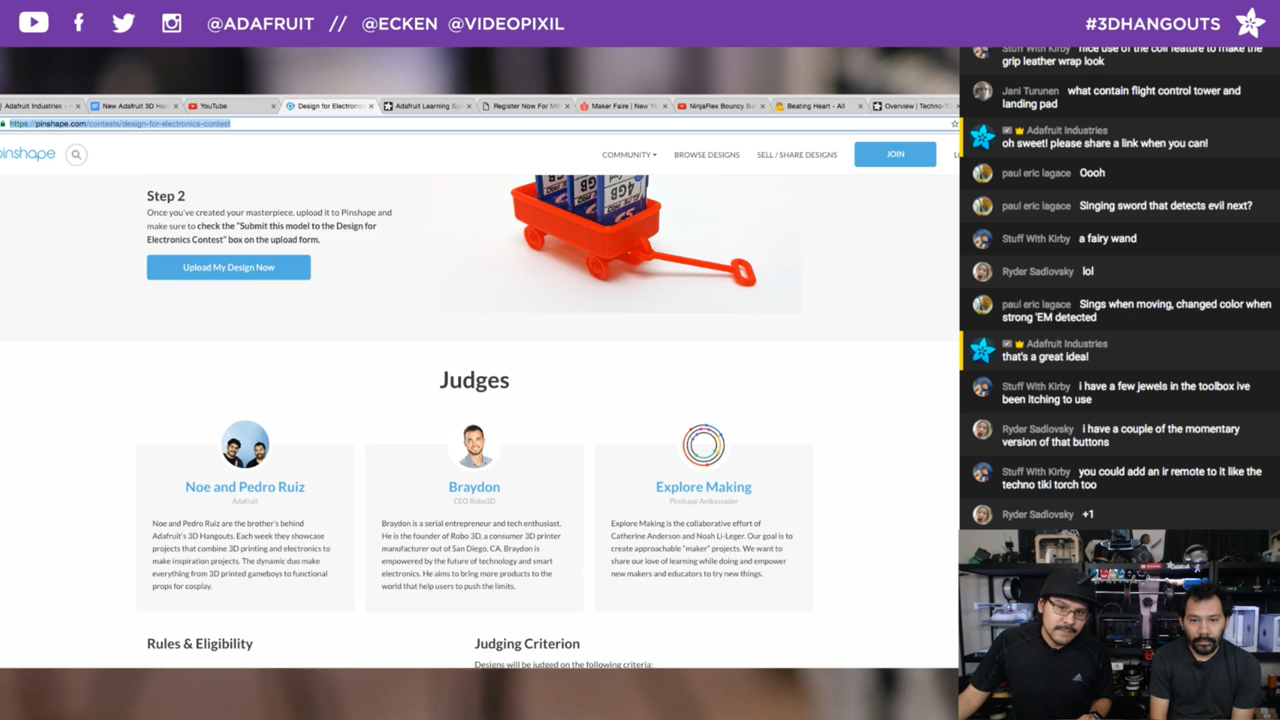 @ADAFRUIT // @ECKEN @VIDEOPIXIL
#3DHANGOUTS
Adafruit Industries -
New Adafruit 3D Han
YouTube
Design for Electronic
Adafruit Learning Sys
Register Now For Mi
Maker Faire | New Yo
NinjaFlex Bouncy Ba
Beating Heart - All
Overview | Techno-Ti
https://pinshape.com/contests/design-for-electronics-contest
pinshape
COMMUNITY
BROWSE DESIGNS
SELL / SHARE DESIGNS
JOIN
Step 2
Once you've created your masterpiece, upload it to Pinshape and
make sure to check the "Submit this model to the Design for
Electronics Contest" box on the upload form.
Upload My Design Now
4GB
Judges
Noe and Pedro Ruiz
Adafruit
Noe and Pedro Ruiz are the brother's behind
Adafruit's 3D Hangouts. Each week they showcase
projects that combine 3D printing and electronics to
make inspiration projects. The dynamic duo make
everything from 3D printed gameboys to functional
props for cosplay.
Braydon
CEO Robo3D
Braydon is a serial entrepreneur and tech enthusiast.
He is the founder of Robo 3D, a consumer 3D printer
manufacturer out of San Diego, CA. Braydon is
empowered by the future of technology and smart
electronics. He aims to bring more products to the
world that help users to push the limits.
Explore Making
Pinshape Ambassador
Explore Making is the collaborative effort of
Catherine Anderson and Noah Li-Leger. Our goal is to
create approachable "maker" projects. We want to
share our love of learning while doing and empower
new makers and educators to try new things.
Rules & Eligibility
Judging Criterion
Designs will be judged on the following criteria:
Stuff With Kirby nice use of the coil feature to make the
grip leather wrap look
Jani Turunen what contain flight control tower and
landing pad
Adafruit Industries
oh sweet! please share a link when you can!
paul eric lagace Oooh
paul eric lagace Singing sword that detects evil next?
Stuff With Kirby a fairy wand
Ryder Sadlovsky lol
paul eric lagace Sings when moving, changed color when
strong 'EM detected
Adafruit Industries
that's a great idea!
Stuff With Kirby i have a few jewels in the toolbox ive
been itching to use
Ryder Sadlovsky i have a couple of the momentary
version of that buttons
Stuff With Kirby you could add an ir remote to it like the
techno tiki torch too
Ryder Sadlovsky +1